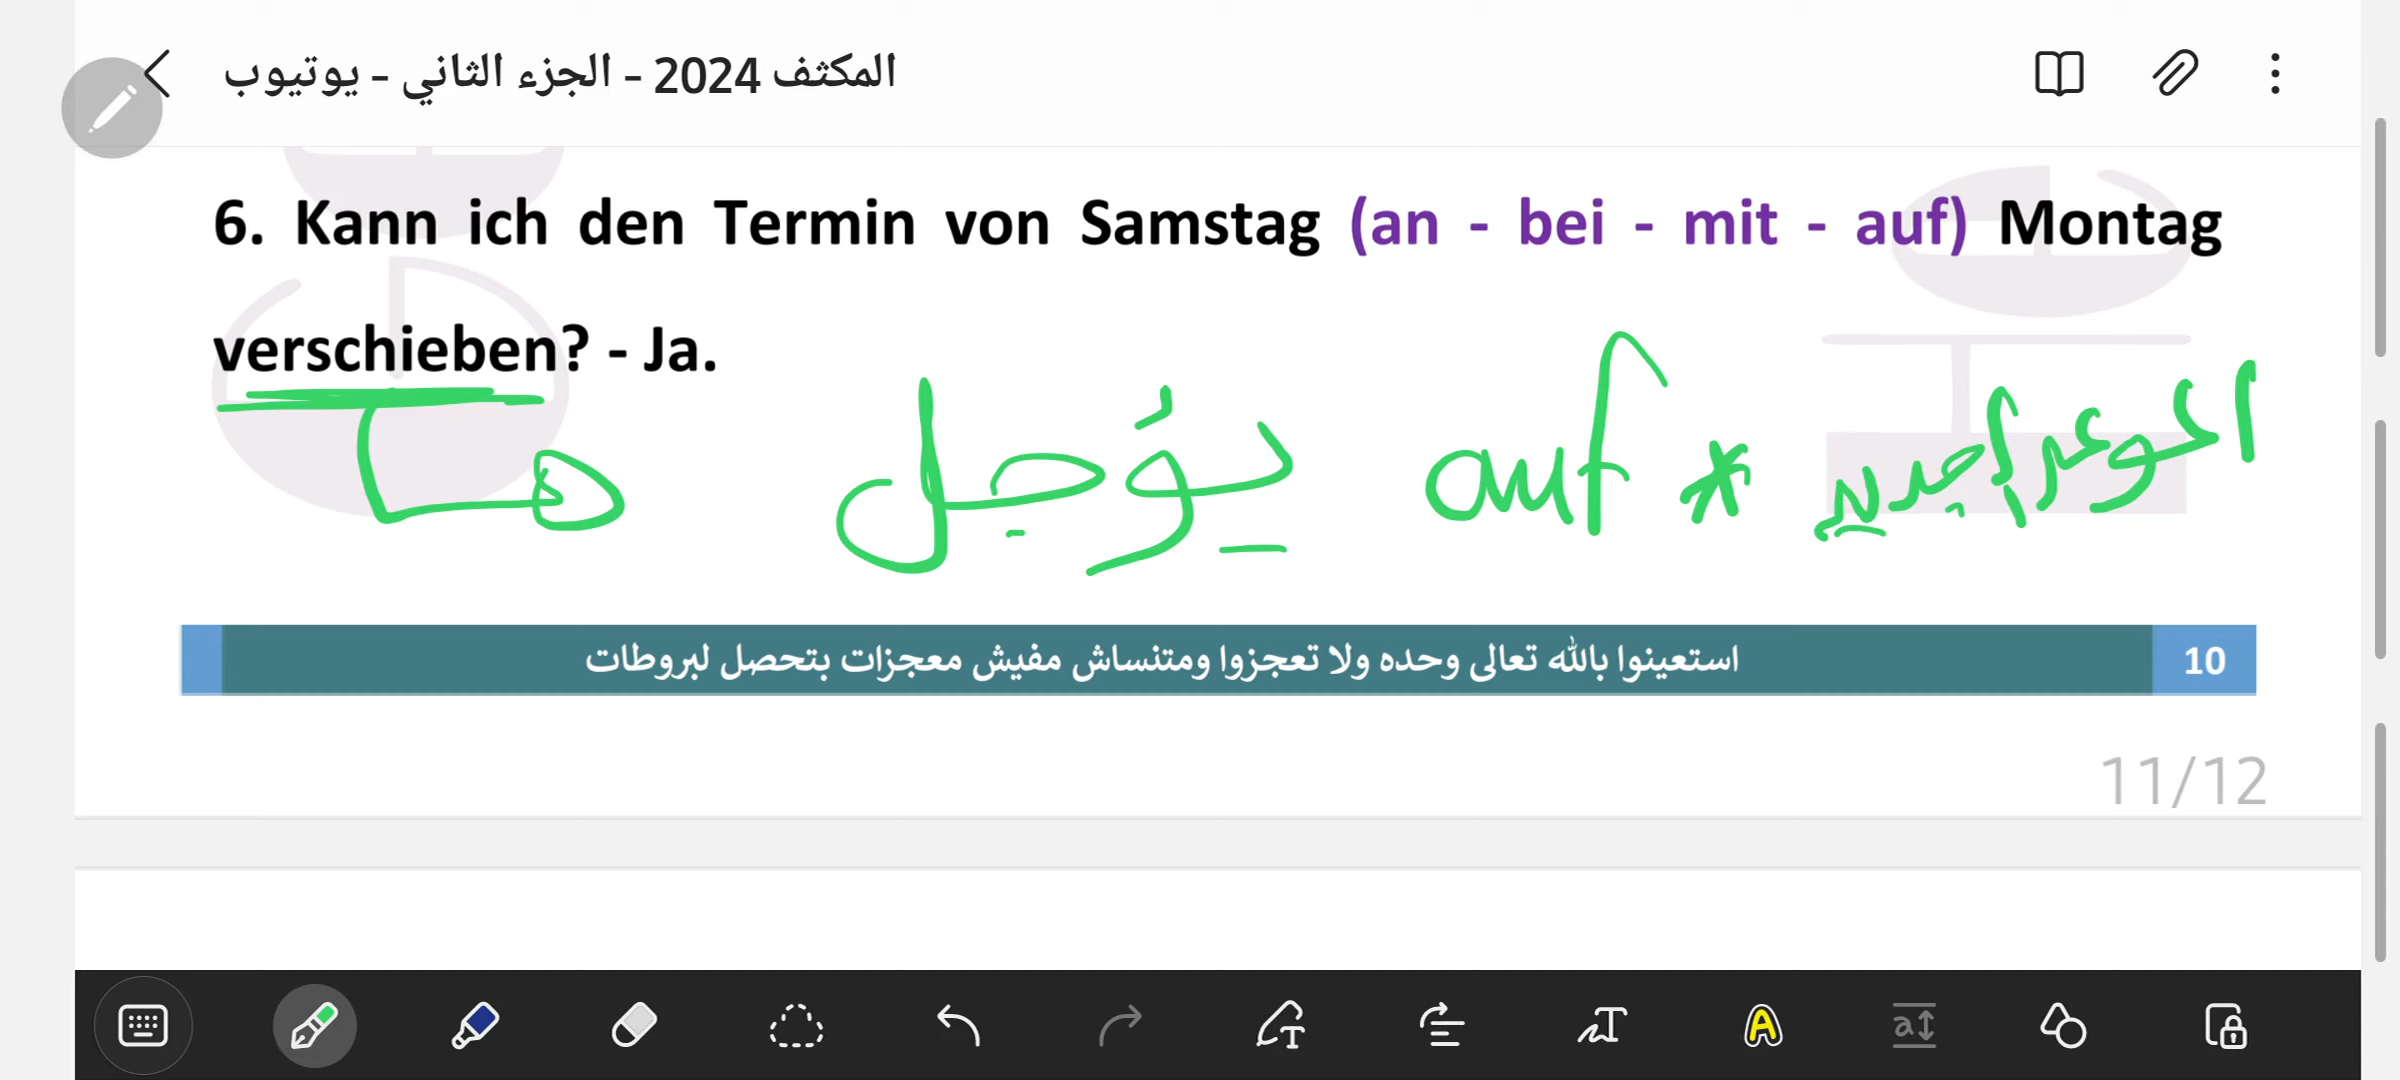 المكثف 2024 - الجزء الثاني - يوتيوب
6. Kann ich den Termin von Samstag (an - bei - mit - auf) Montag
verschieben? - Ja.
الموعد الجديد * auf يؤجل هـ
استعينوا بالله تعالى وحده ولا تعجزوا ومتنساش مفيش معجزات بتحصل لبروطات
10
11/12